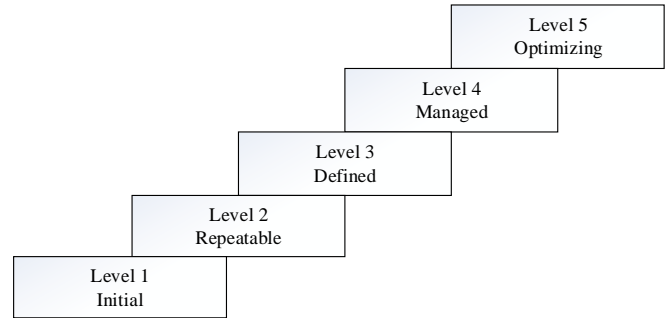 Level 5
Optimizing
Level 4
Managed
Level 3
Defined
Level 2
Repeatable
Level 1
Initial